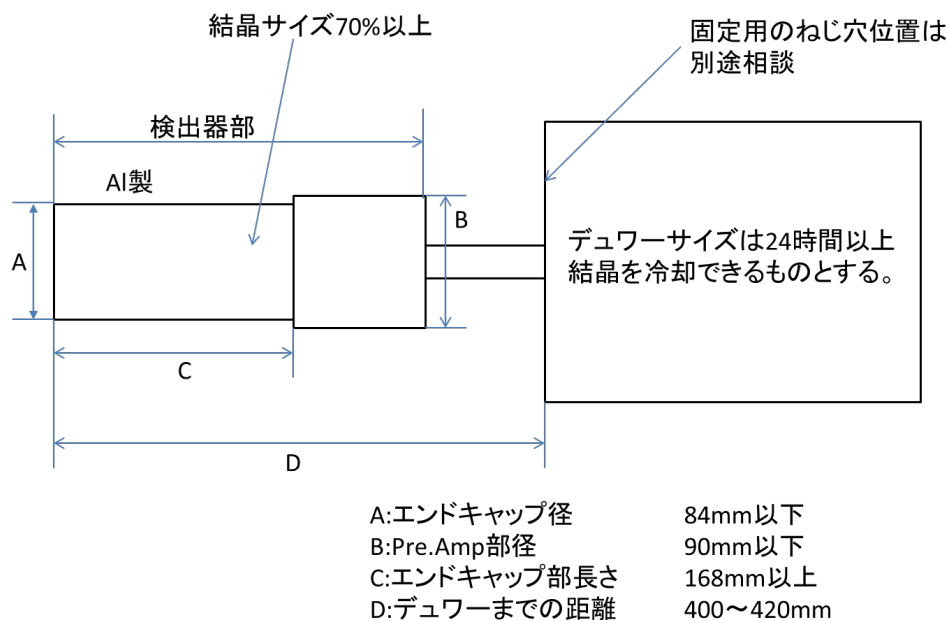 結晶サイズ70%以上
固定用のねじ穴位置は
別途相談
検出器部
Al製
A
B
デュワーサイズは24時間以上
結晶を冷却できるものとする。
C
D
A:エンドキャップ径 84mm以下
B:Pre.Amp部径 90mm以下
C:エンドキャップ部長さ 168mm以上
D:デュワーまでの距離 400～420mm